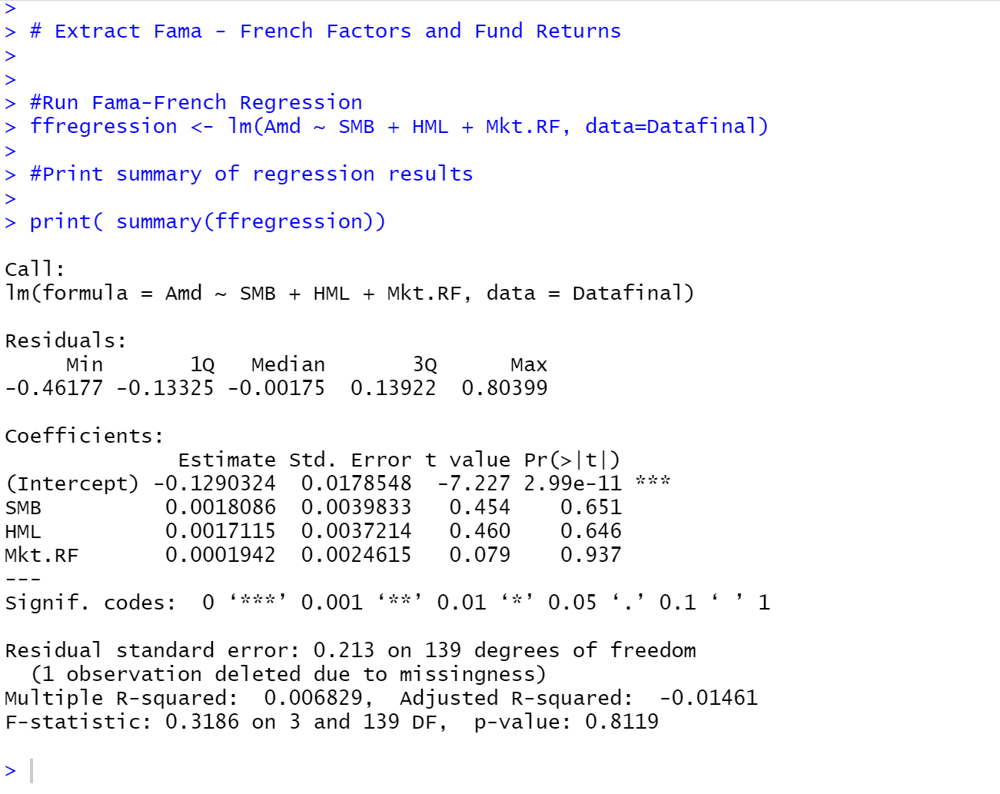 >
> # Extract Fama - French Factors and Fund Returns
>
>
> #Run Fama-French Regression
> ffregression <- lm(Amd ~ SMB + HML + Mkt.RF, data=Datafinal)
>
> #Print summary of regression results
>
> print( summary(ffregression))

Call:
lm(formula = Amd ~ SMB + HML + Mkt.RF, data = Datafinal)

Residuals:
     Min       1Q   Median       3Q      Max
-0.46177 -0.13325 -0.00175  0.13922  0.80399

Coefficients:
              Estimate Std. Error t value Pr(>|t|)
(Intercept) -0.1290324  0.0178548  -7.227 2.99e-11 ***
SMB          0.0018086  0.0039833   0.454    0.651
HML          0.0017115  0.0037214   0.460    0.646
Mkt.RF       0.0001942  0.0024615   0.079    0.937
---
Signif. codes:  0 ‘***’ 0.001 ‘**’ 0.01 ‘*’ 0.05 ‘.’ 0.1 ‘ ’ 1

Residual standard error: 0.213 on 139 degrees of freedom
  (1 observation deleted due to missingness)
Multiple R-squared:  0.006829,  Adjusted R-squared:  -0.01461
F-statistic: 0.3186 on 3 and 139 DF,  p-value: 0.8119

>